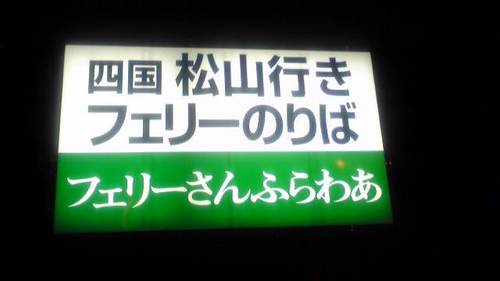 四国 松山行き
フェリーのりば
フェリーさんふらわあ